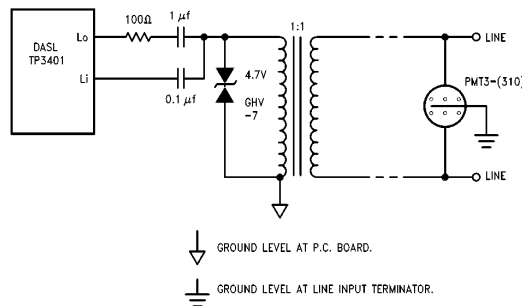 DASL
TP3401
Lo
Li
100Ω
1 μf
0.1 μf
4.7V
GHV
-7
1:1
LINE
PMT3-(310)
LINE
GROUND LEVEL AT P.C. BOARD.
GROUND LEVEL AT LINE INPUT TERMINATOR.